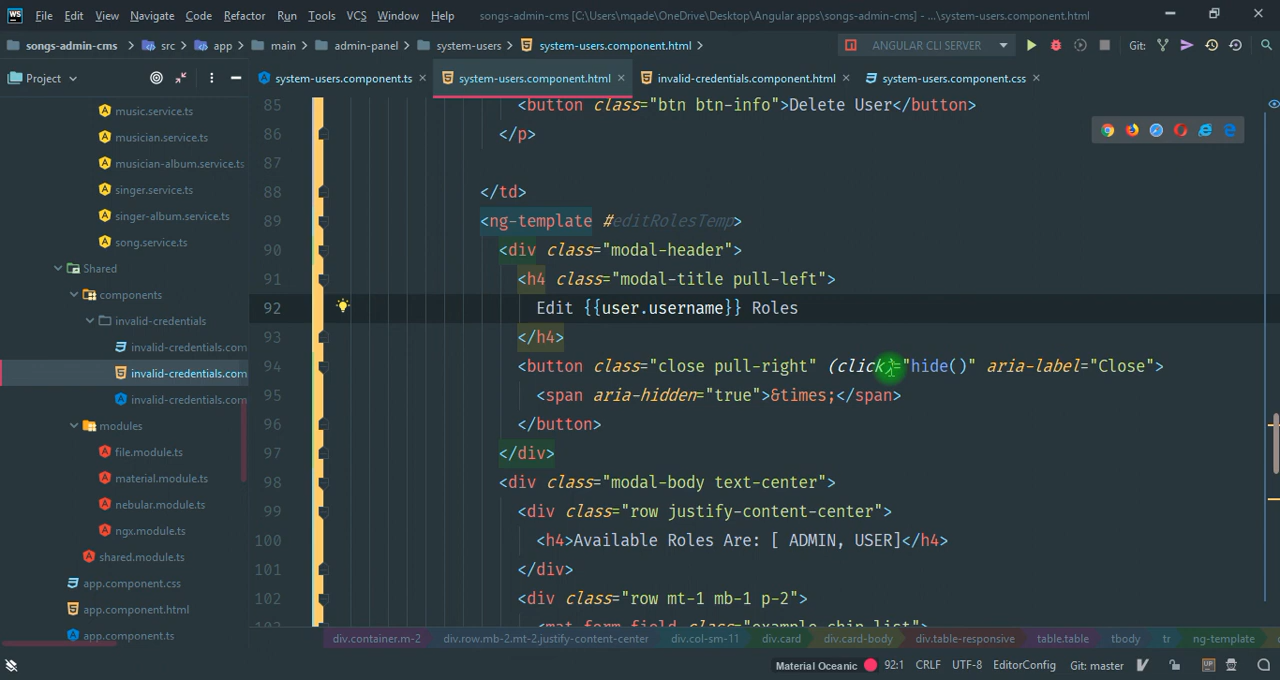 WS File Edit View Navigate Code Refactor Run Tools VCS Window Help songs-admin-cms [C:\Users\mqade\OneDrive\Desktop\Angular apps\songs-admin-cms] - ...\system-users.component.html
songs-admin-cms src app main admin-panel system-users system-users.component.html ANGULAR CLI SERVER Git:
Project system-users.component.ts system-users.component.html invalid-credentials.component.html system-users.component.css
music.service.ts
musician.service.ts
musician-album.service.ts
singer.service.ts
singer-album.service.ts
song.service.ts
Shared
components
invalid-credentials
invalid-credentials.com
invalid-credentials.com
invalid-credentials.com
modules
file.module.ts
material.module.ts
nebular.module.ts
ngx.module.ts
shared.module.ts
app.component.css
app.component.html
app.component.ts
85 <button class="btn btn-info">Delete User</button>
86 </p>
87
88 </td>
89 <ng-template #editRolesTemp>
90 <div class="modal-header">
91 <h4 class="modal-title pull-left">
92 Edit {{user.username}} Roles
93 </h4>
94 <button class="close pull-right" (click)="hide()" aria-label="Close">
95 <span aria-hidden="true">&times;</span>
96 </button>
97 </div>
98 <div class="modal-body text-center">
99 <div class="row justify-content-center">
100 <h4>Available Roles Are: [ ADMIN, USER]</h4>
101 </div>
102 <div class="row mt-1 mb-1 p-2">
<mat-form-field class="example-chip-list">
div.container.m-2 div.row.mb-2.mt-2.justify-content-center div.col-sm-11 div.card div.card-body div.table-responsive table.table tbody tr ng-template
Material Oceanic 92:1 CRLF UTF-8 EditorConfig Git: master